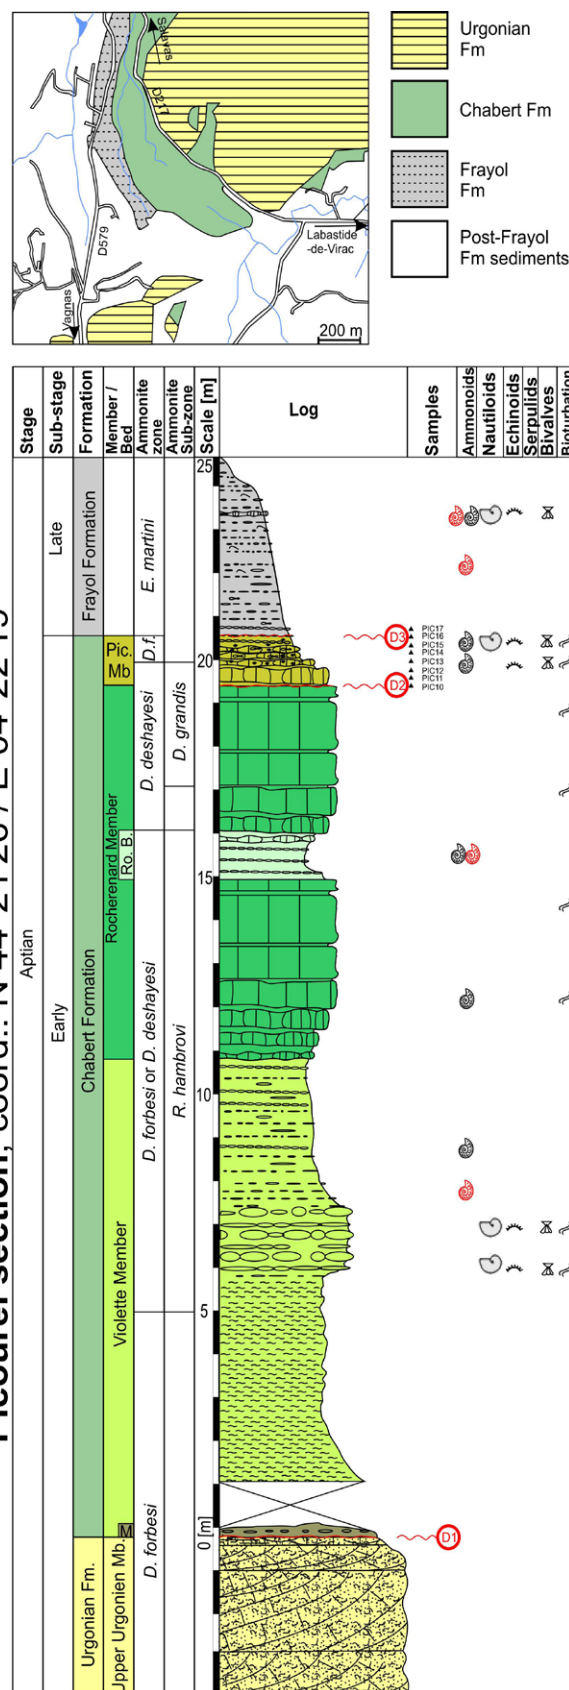 Salavas
D217
D579
Vagnas
Labastide
-de-Virac
200 m
Urgonian
Fm
Chabert Fm
Frayol
Fm
Post-Frayol
Fm sediments
Stage
Sub-stage
Formation
Member /
Bed
Ammonite
zone
Ammonite
Sub-zone
Scale [m]
Log
Samples
Ammonoids
Nautiloids
Echinoids
Serpulids
Bivalves
Bioturbation
Aptian
Late
Early
Frayol Formation
Chabert Formation
Urgonian Fm.
Pic.
Mb
Rocherenard Member
Ro. B.
Violette Member
M
Upper Urgonien Mb.
E. martini
D.f.
D. deshayesi
D. forbesi or D. deshayesi
D. forbesi
D. grandis
R. hambrovi
25
20
15
10
5
0 [m]
D3
D2
D1
PIC17
PIC16
PIC15
PIC14
PIC13
PIC12
PIC11
PIC10